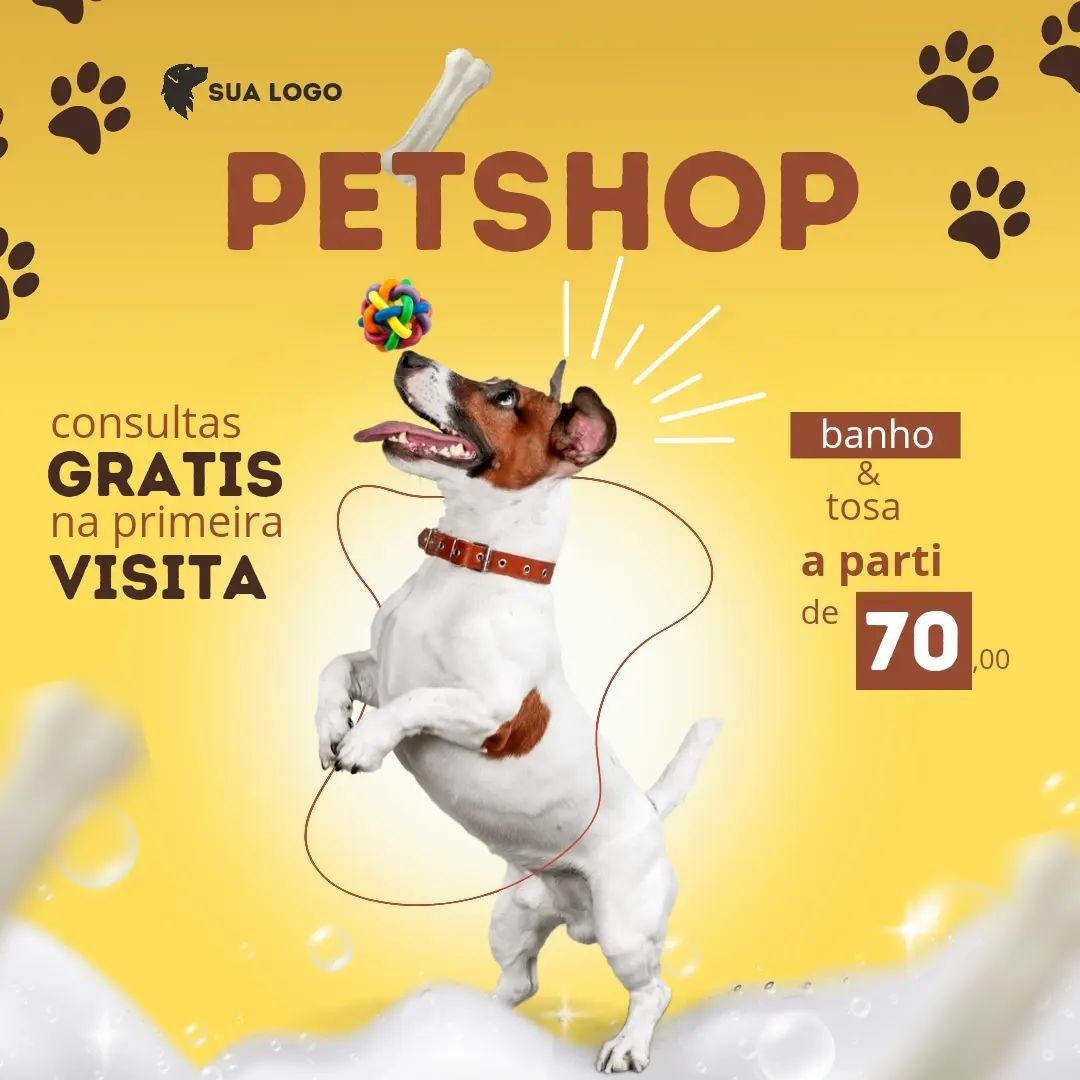 SUA LOGO
PETSHOP
consultas
GRATIS
na primeira
VISITA
banho
&
tosa
a parti
de 70,00